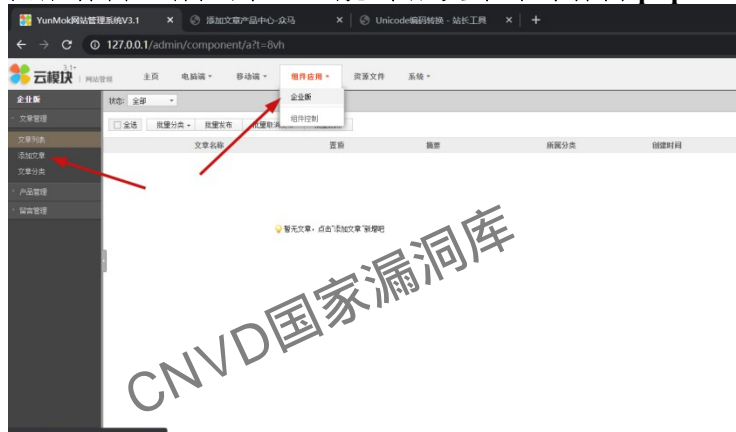 YunMok网站管理系统V3.1 × 添加文章产品中心-众马 × Unicode编码转换 - 站长工具 × +
127.0.0.1/admin/component/a?t=8vh
3.1-
云模块 网站管理 主页 电脑端 移动端 组件应用 资源文件 系统
企业版
组件控制
企业版 状态: 全部
文章管理
全选 批量分类 批量发布
文章列表 文章名称 置顶 摘要 所属分类 创建时间
添加文章
文章分类
产品管理
留言管理
暂无文章，点击"添加文章"新增吧
CNVD国家漏洞库